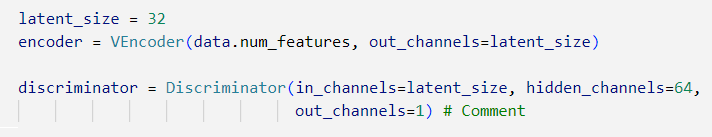 latent_size = 32
encoder = VEncoder(data.num_features, out_channels=latent_size)
discriminator = Discriminator(in_channels=latent_size, hidden_channels=64,
out_channels=1) # Comment